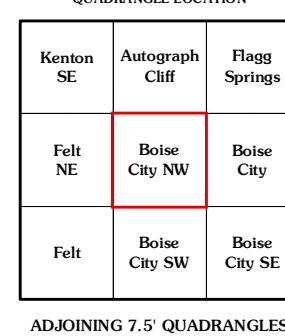 QUADRANGLE LOCATION
Kenton
SE
Autograph
Cliff
Flagg
Springs
Felt
NE
Boise
City NW
Boise
City
Felt
Boise
City SW
Boise
City SE
ADJOINING 7.5' QUADRANGLES